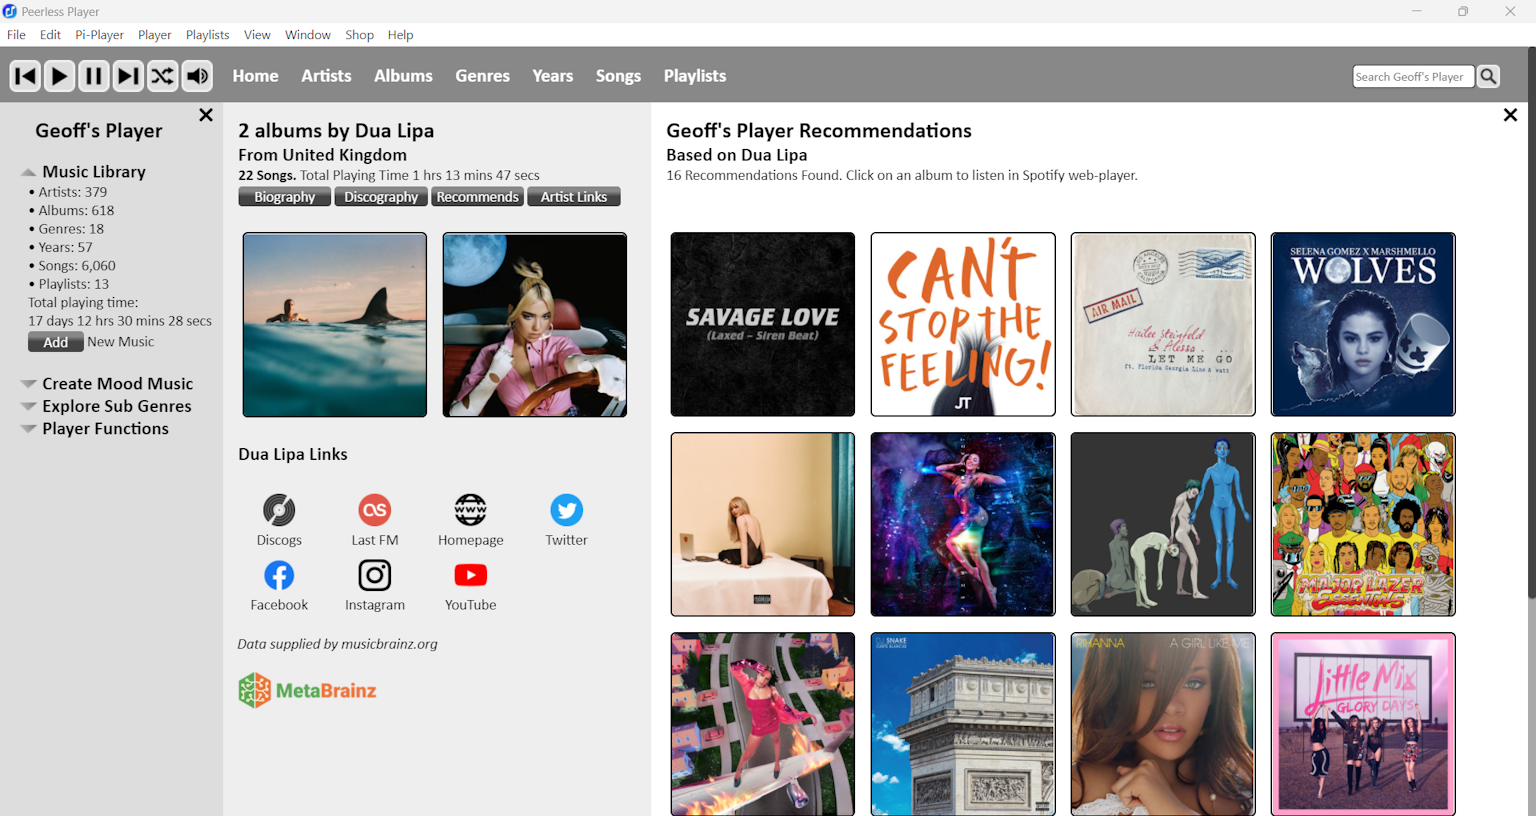 Peerless Player
File Edit Pi-Player Player Playlists View Window Shop Help
Home Artists Albums Genres Years Songs Playlists
Search Geoff's Player
Geoff's Player
Music Library
• Artists: 379
• Albums: 618
• Genres: 18
• Years: 57
• Songs: 6,060
• Playlists: 13
Total playing time:
17 days 12 hrs 30 mins 28 secs
Add New Music
Create Mood Music
Explore Sub Genres
Player Functions
2 albums by Dua Lipa
From United Kingdom
22 Songs. Total Playing Time 1 hrs 13 mins 47 secs
Biography Discography Recommends Artist Links
Dua Lipa Links
Discogs Last FM Homepage Twitter
WWW
Facebook Instagram YouTube
Data supplied by musicbrainz.org
MetaBrainz
Geoff's Player Recommendations
Based on Dua Lipa
16 Recommendations Found. Click on an album to listen in Spotify web-player.
SAVAGE LOVE
(Laxed – Siren Beat)
CAN'T
STOP THE
FEELING!
JT
AIR MAIL
Hailee Steinfeld
& Alesso
LET ME GO
ft. Florida Georgia Line & watt
SELENA GOMEZ X MARSHMELLO
WOLVES
MAJOR LAZER
ESSENTIALS
DJ SNAKE
CARTE BLANCHE
RIHANNA A GIRL LIKE ME
Little Mix
GLORY DAYS